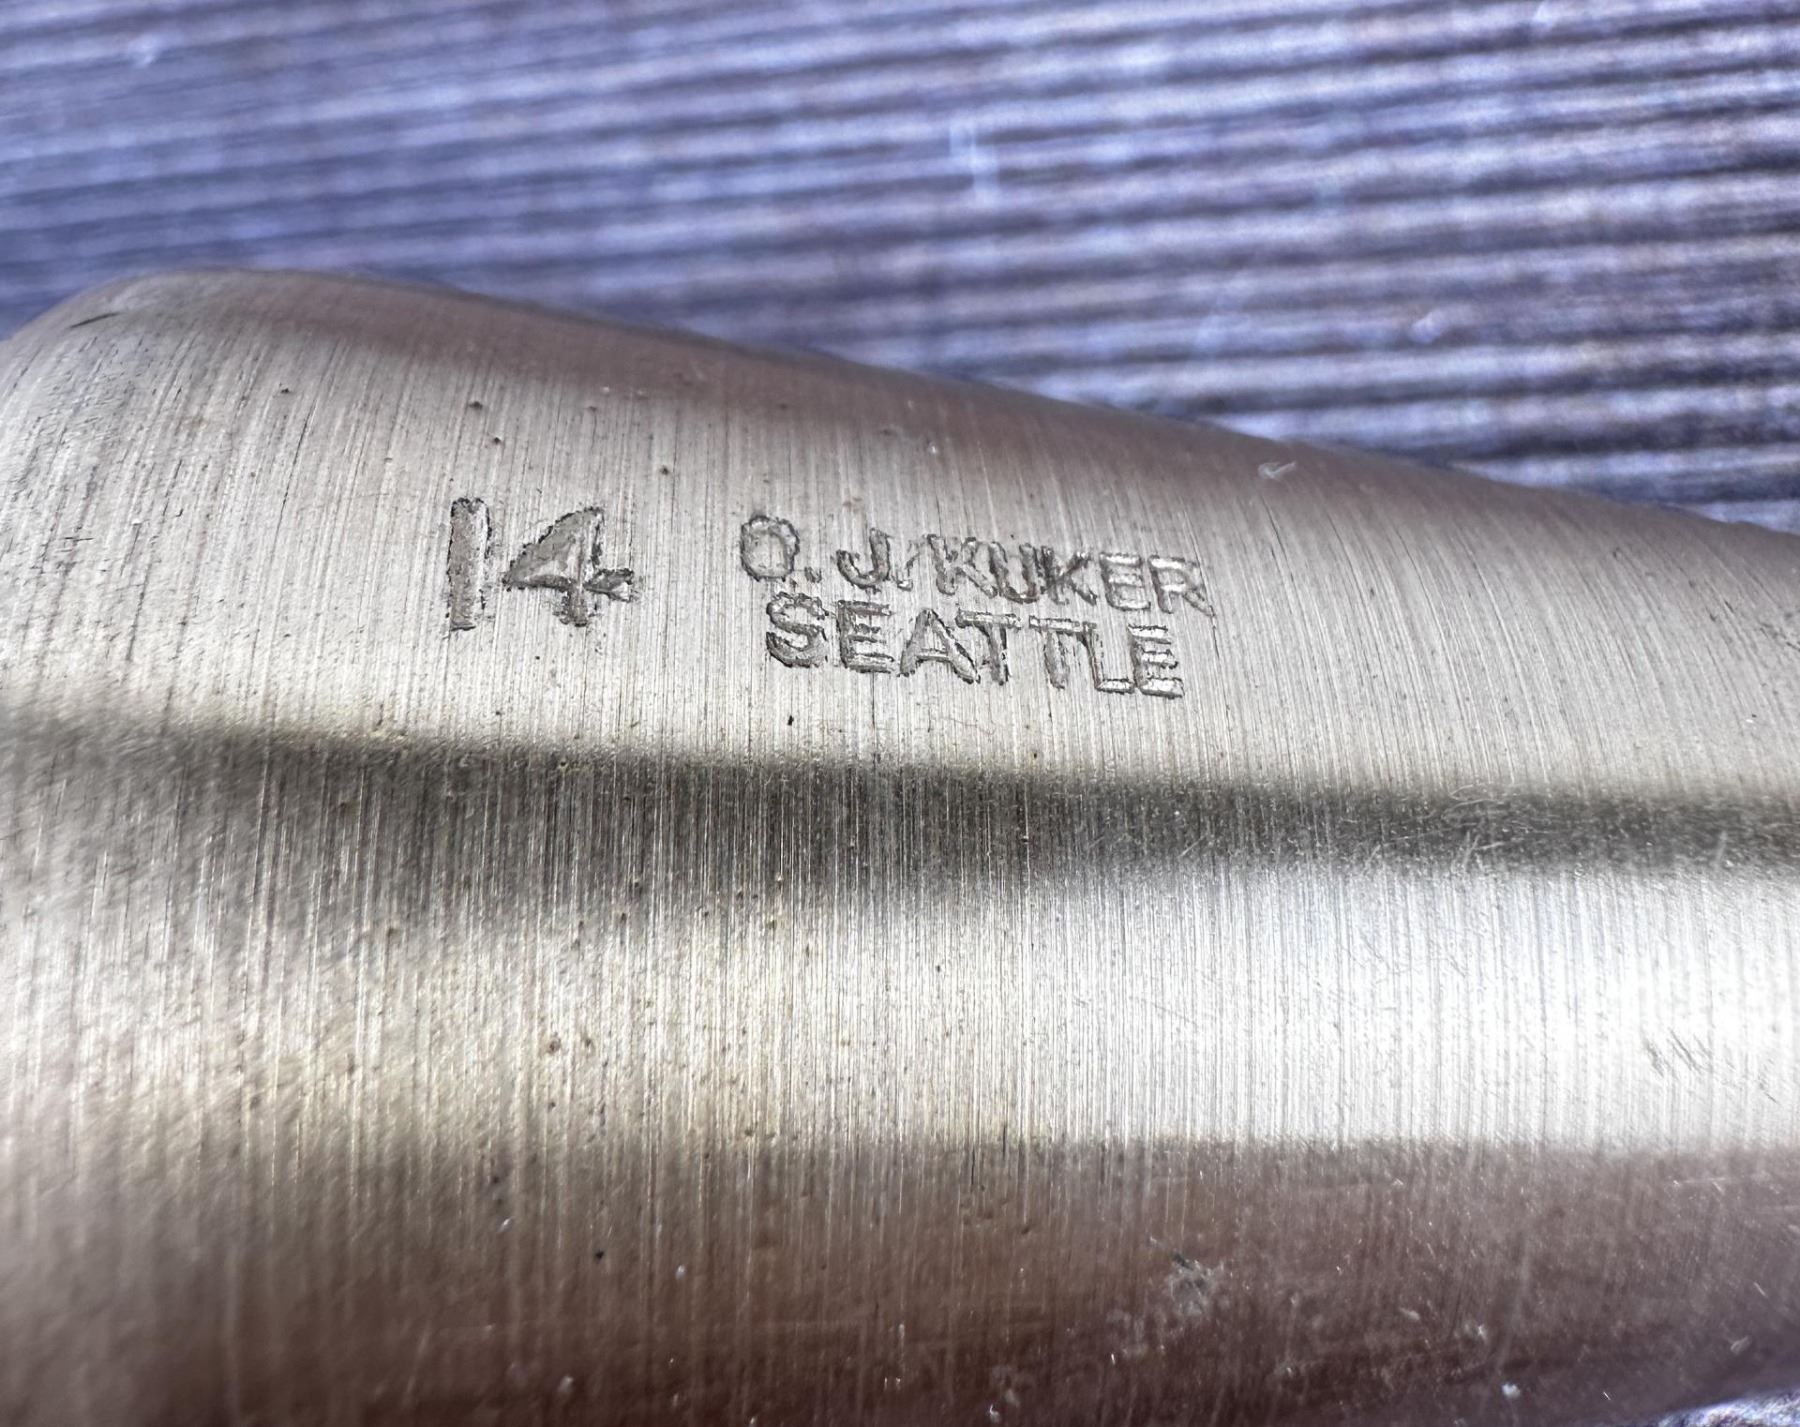 14
O. J. KUKER
SEATTLE